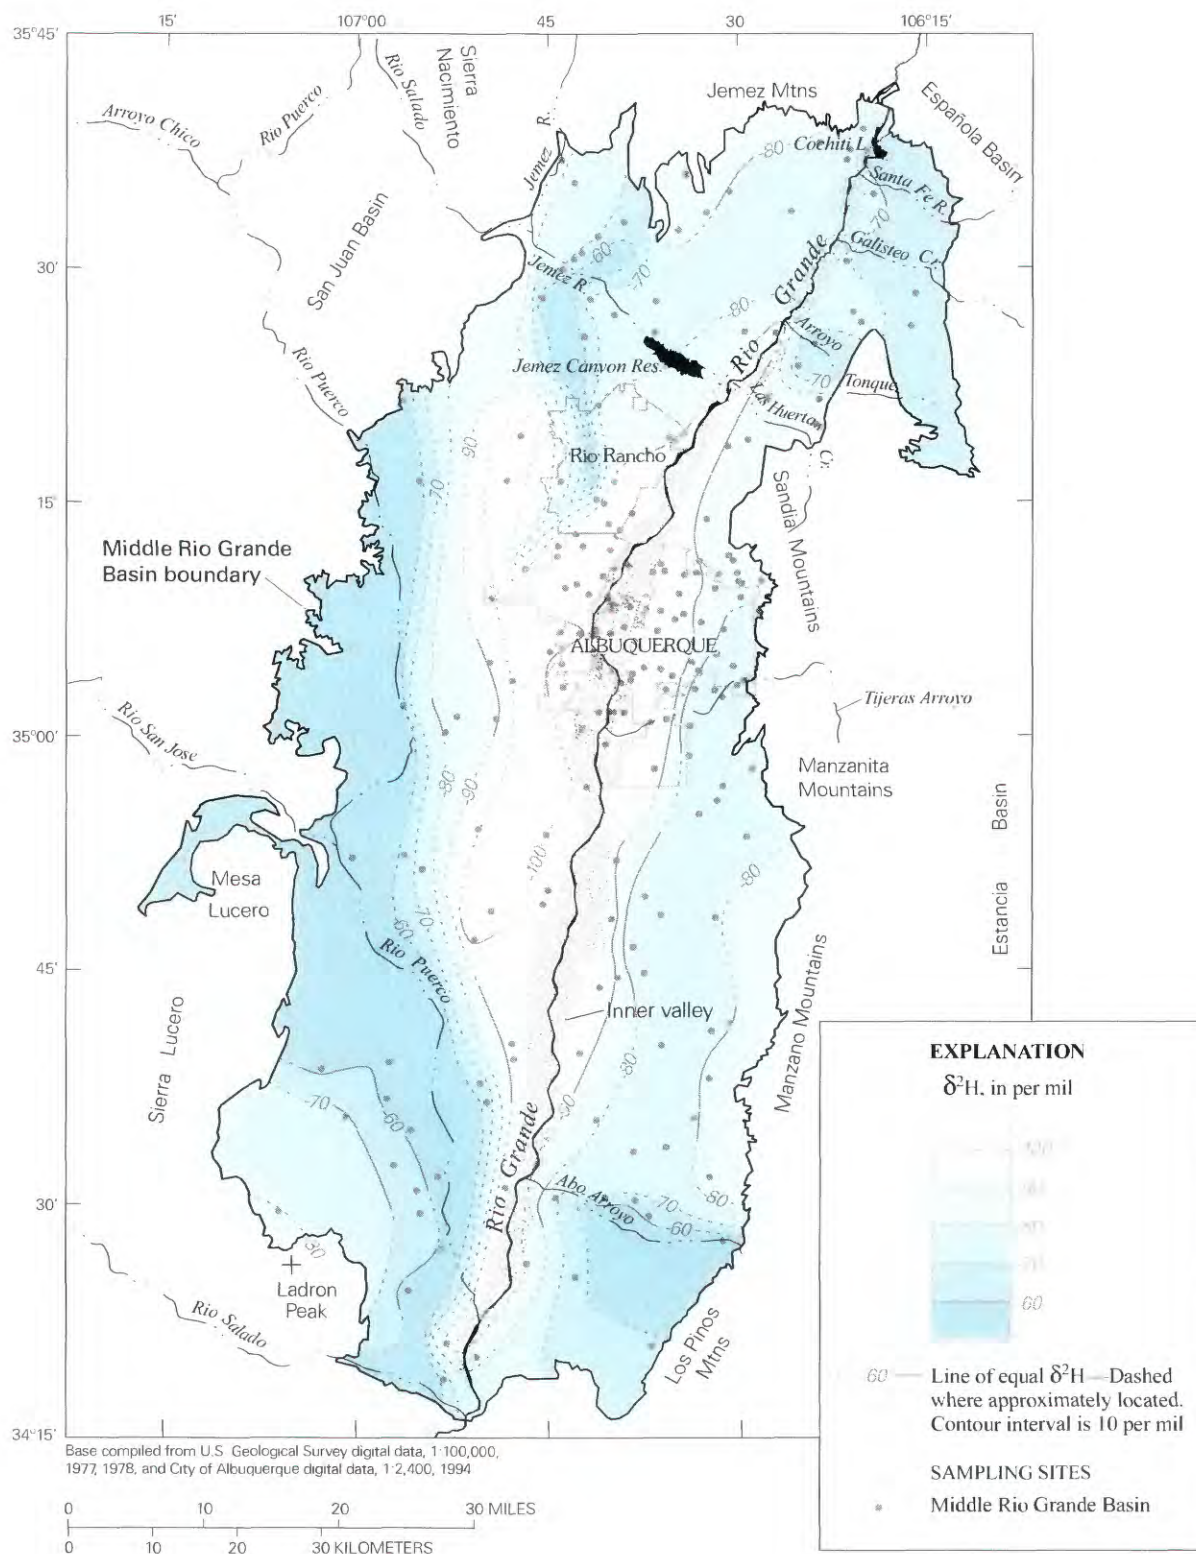 15'
107°00'
45
30
106°15'
35°45'
Sierra
Nacimiento
Rio Salado
Rio Puerco
Arroyo Chico
Jemez R.
Jemez Mtns
Española Basin
-80
Cochiti L.
Santa Fe R.
-70
Galisteo Cr.
San Juan Basin
30'
-60
-70
Jemez R.
-80
Rio Grande
Arroyo
Tonque
-70
Jemez Canyon Res.
Las Huertas
Cr.
Rio Puerco
-90
-70
Rio Rancho
15'
Sandia Mountains
Middle Rio Grande
Basin boundary
ALBUQUERQUE
Tijeras Arroyo
Rio San Jose
35°00'
-80
-90
Manzanita
Mountains
Estancia Basin
-100
-80
Mesa
Lucero
-70
-60
Rio Puerco
45'
Manzano Mountains
Inner valley
Sierra Lucero
-80
-70
-60
Rio Grande
30'
Abo Arroyo
-70
-60
-80
Ladron
Peak
Rio Salado
Los Pinos
Mtns
34°15'
EXPLANATION
δ²H, in per mil
60
60 Line of equal δ²H—Dashed
where approximately located.
Contour interval is 10 per mil
SAMPLING SITES
Middle Rio Grande Basin
Base compiled from U.S. Geological Survey digital data, 1:100,000,
1977, 1978, and City of Albuquerque digital data, 1:2,400, 1994
0 10 20 30 MILES
0 10 20 30 KILOMETERS